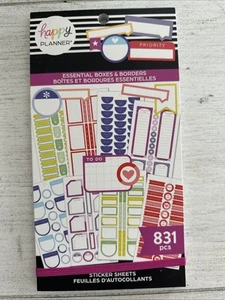 happy
PLANNER®
PRIORITY
ESSENTIAL BOXES & BORDERS
BOÎTES ET BORDURES ESSENTIELLES
TO DO
831
pcs
STICKER SHEETS
FEUILLES D'AUTOCOLLANTS